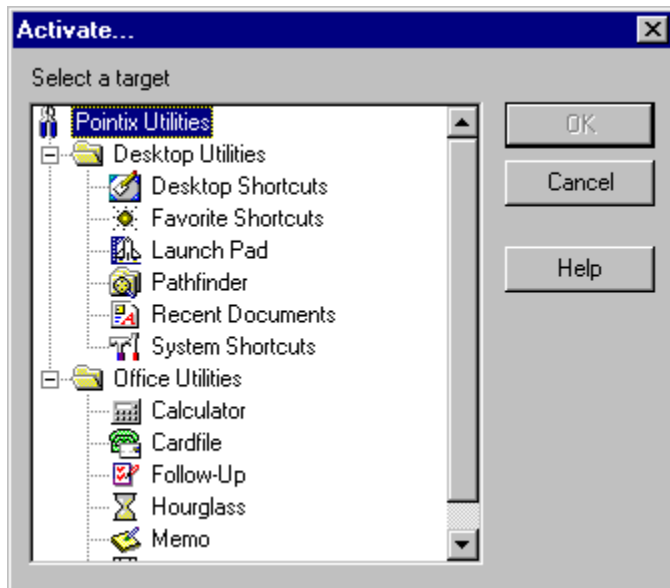 Activate...
Select a target
Pointix Utilities
OK
Desktop Utilities
Desktop Shortcuts
Cancel
Favorite Shortcuts
Launch Pad
Help
Pathfinder
Recent Documents
System Shortcuts
Office Utilities
Calculator
Cardfile
Follow-Up
Hourglass
Memo